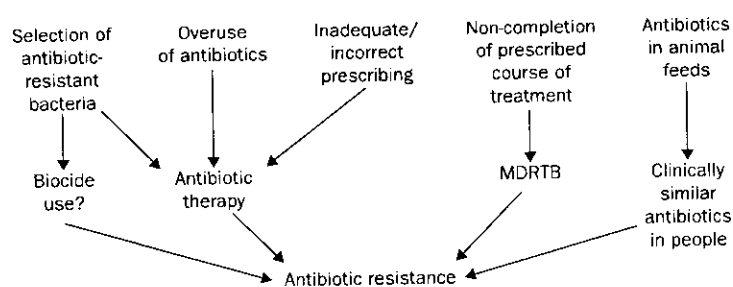 Selection of
antibiotic-
resistant
bacteria
Overuse
of antibiotics
Inadequate/
incorrect
prescribing
Non-completion
of prescribed
course of
treatment
Antibiotics
in animal
feeds
Biocide
use?
Antibiotic
therapy
MDRTB
Clinically
similar
antibiotics
in people
Antibiotic resistance